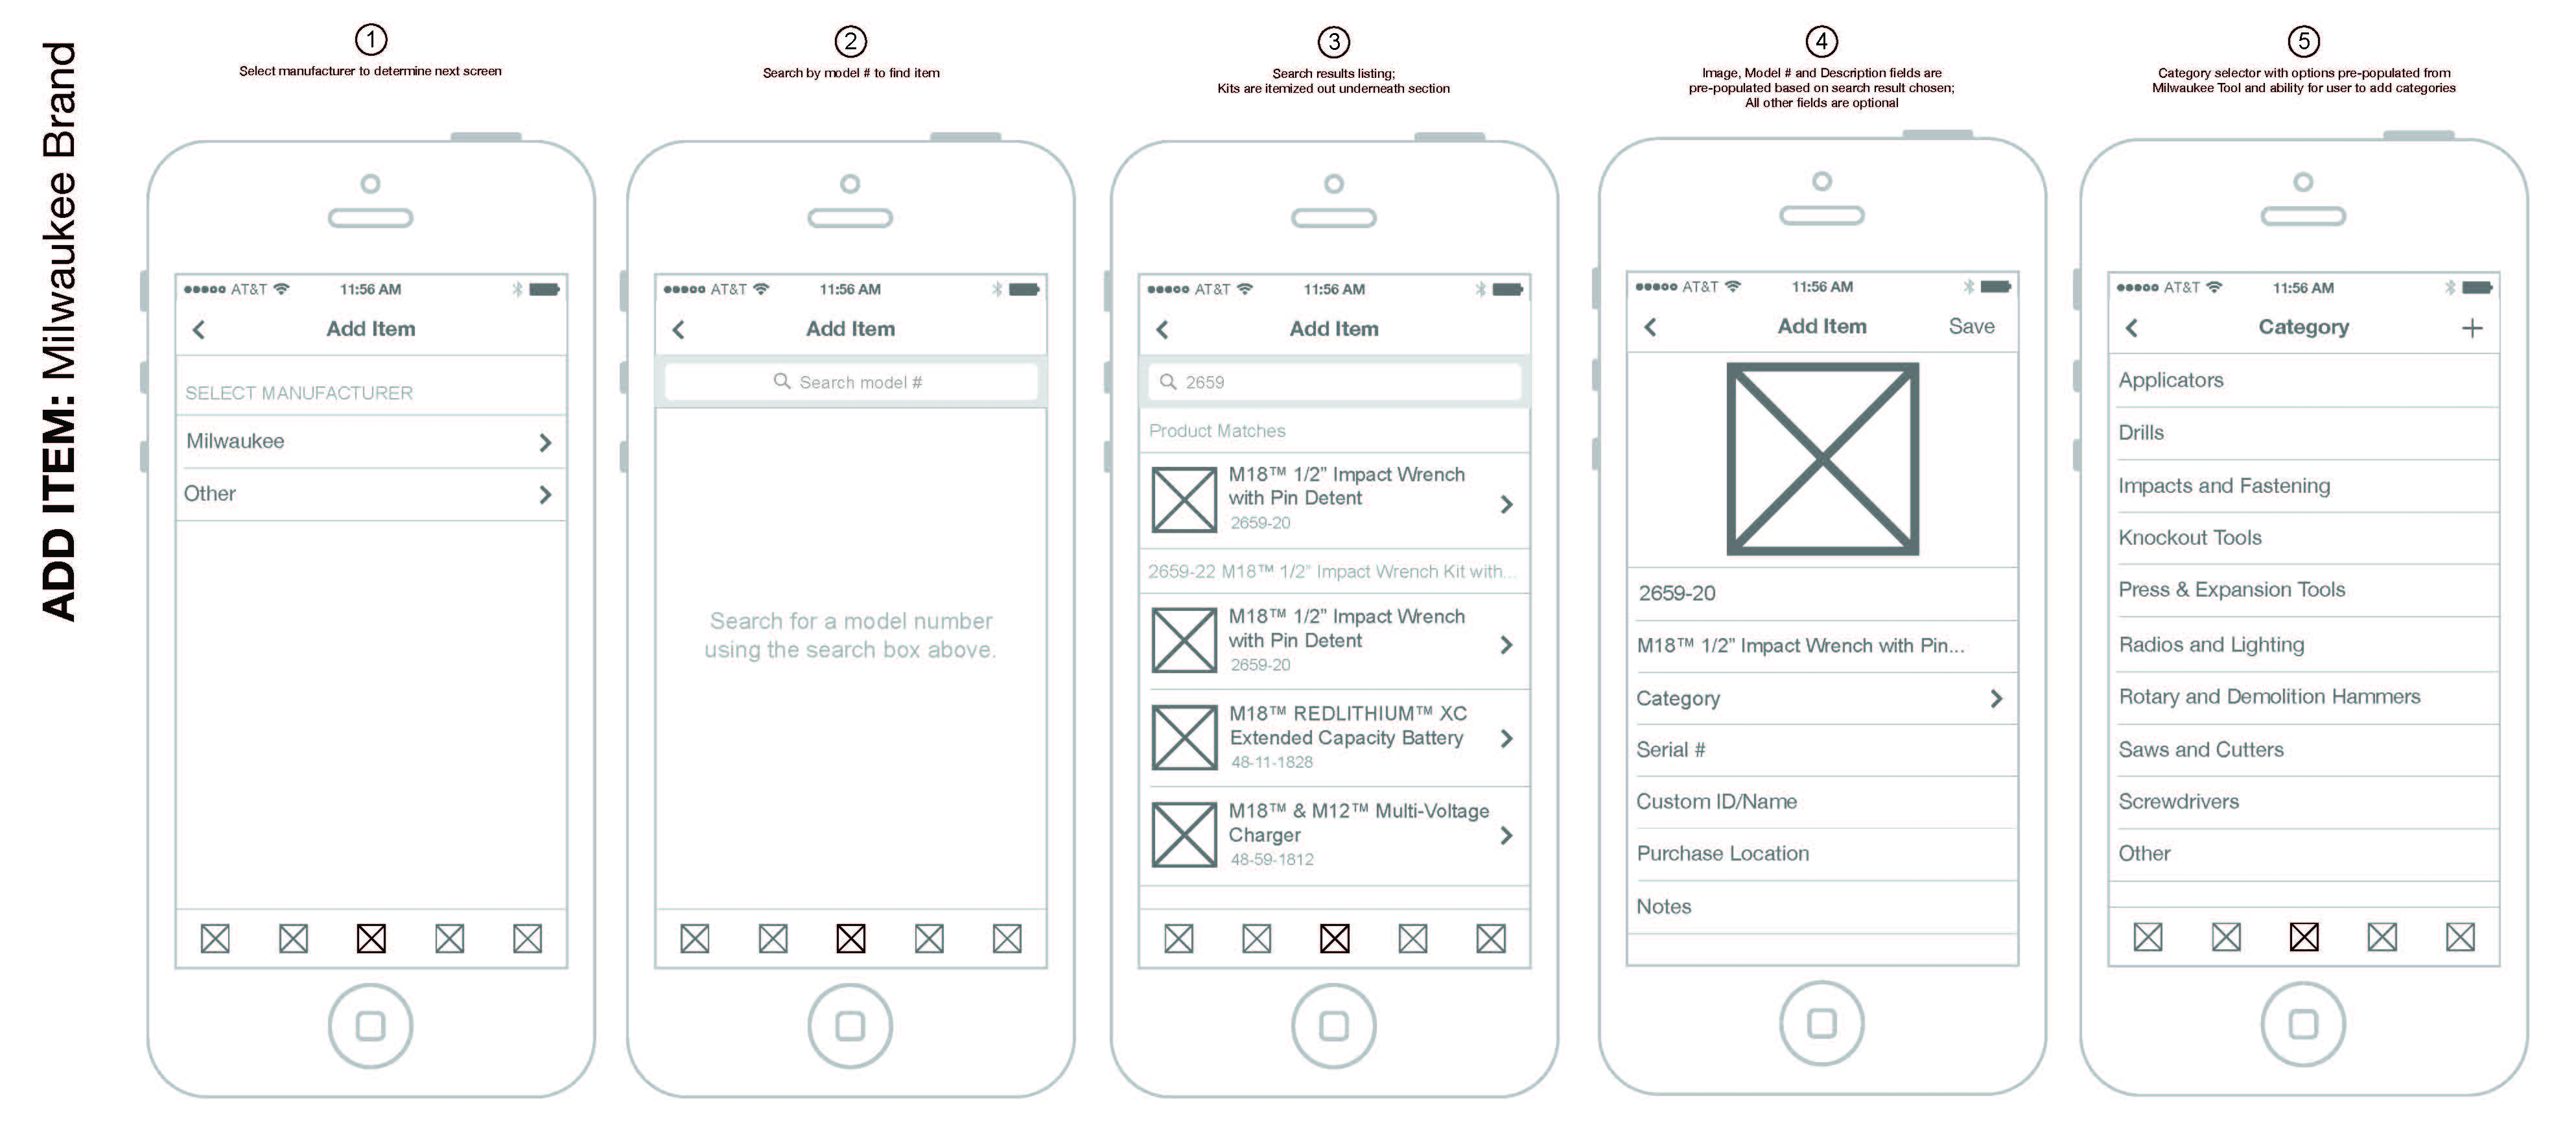 ADD ITEM: Milwaukee Brand
1
Select manufacturer to determine next screen
AT&T 11:56 AM
Add Item
SELECT MANUFACTURER
Milwaukee
Other
2
Search by model # to find item
AT&T 11:56 AM
Add Item
Search model #
Search for a model number
using the search box above.
3
Search results listing;
Kits are itemized out underneath section
AT&T 11:56 AM
Add Item
2659
Product Matches
M18™ 1/2” Impact Wrench
with Pin Detent
2659-20
2659-22 M18™ 1/2” Impact Wrench Kit with...
M18™ 1/2” Impact Wrench
with Pin Detent
2659-20
M18™ REDLITHIUM™ XC
Extended Capacity Battery
48-11-1828
M18™ & M12™ Multi-Voltage
Charger
48-59-1812
4
Image, Model # and Description fields are
pre-populated based on search result chosen;
All other fields are optional
AT&T 11:56 AM
Add Item Save
2659-20
M18™ 1/2” Impact Wrench with Pin...
Category
Serial #
Custom ID/Name
Purchase Location
Notes
5
Category selector with options pre-populated from
Milwaukee Tool and ability for user to add categories
AT&T 11:56 AM
Category +
Applicators
Drills
Impacts and Fastening
Knockout Tools
Press & Expansion Tools
Radios and Lighting
Rotary and Demolition Hammers
Saws and Cutters
Screwdrivers
Other